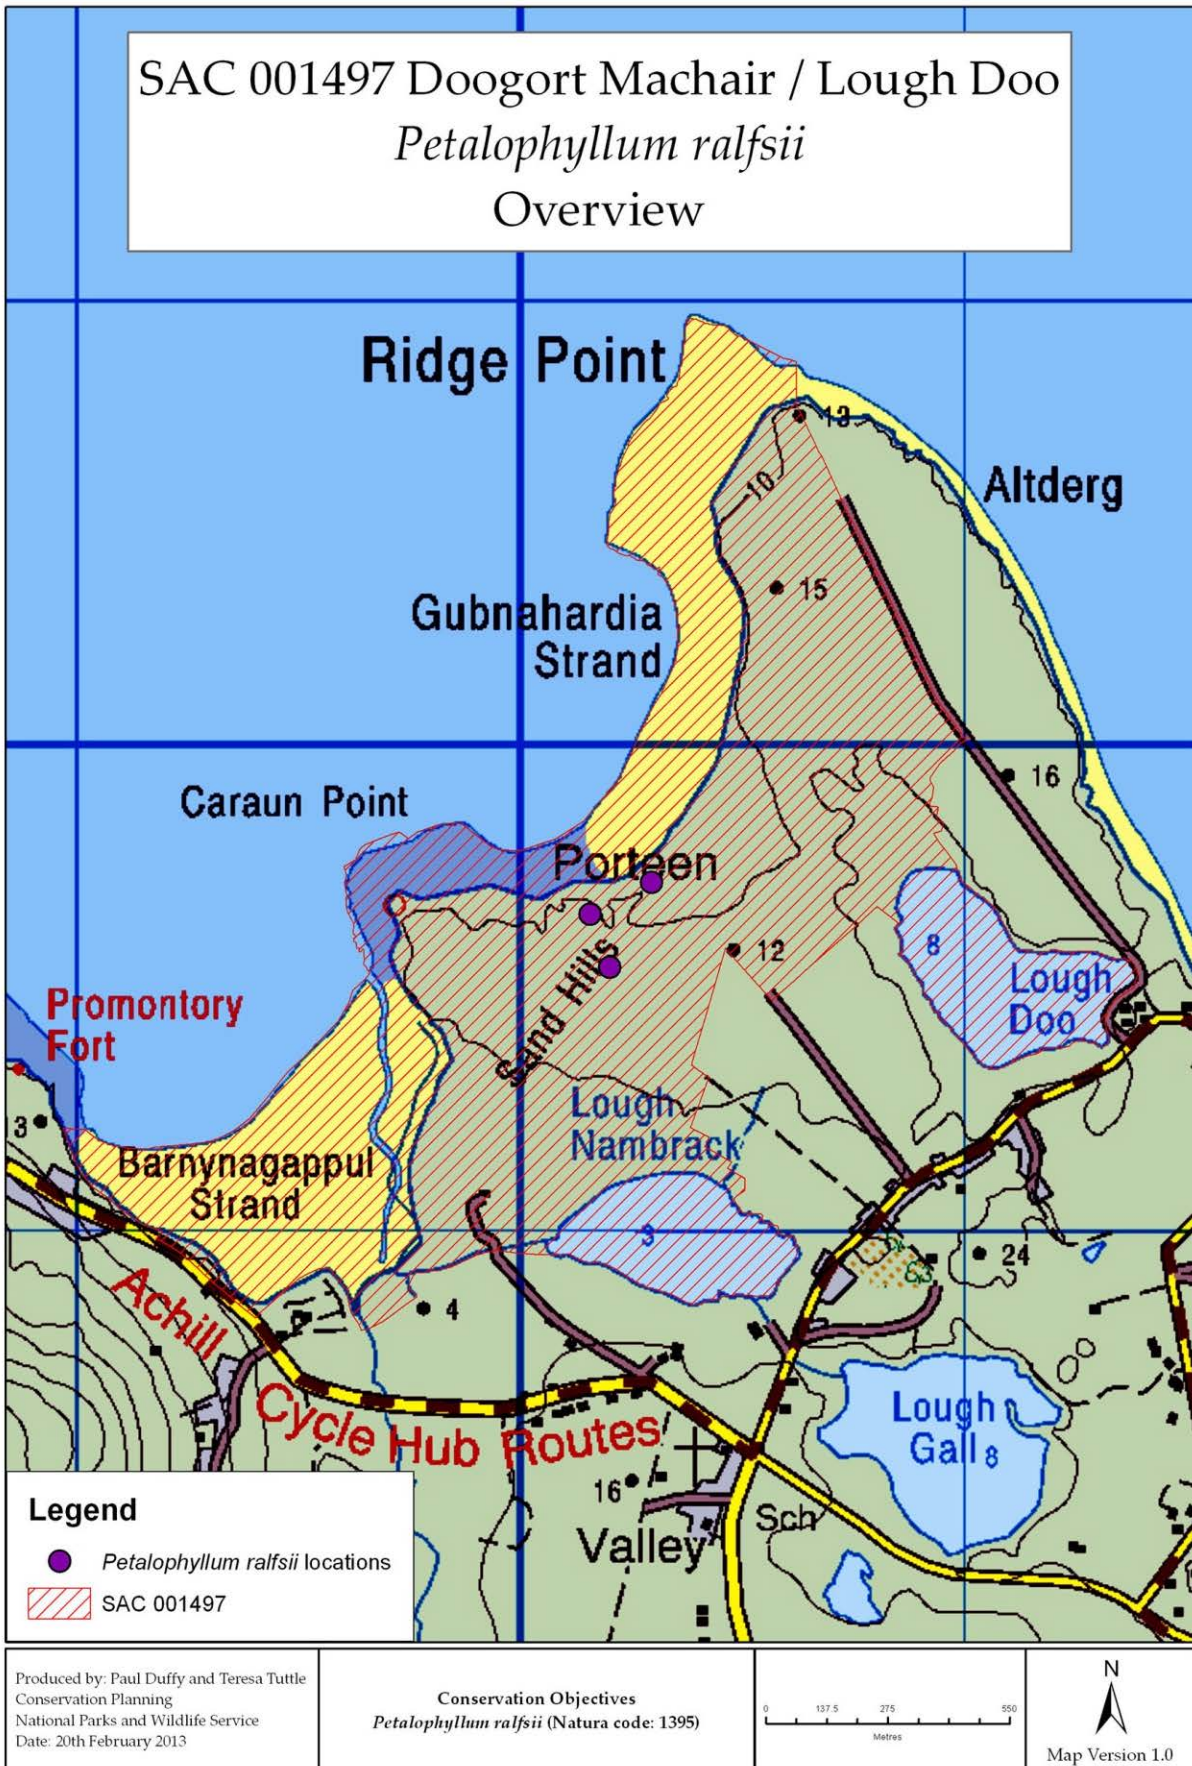 SAC 001497 Doogort Machair / Lough Doo
Petalophyllum ralfsii
Overview
Ridge Point
13
10
Altderg
15
Gubnahardia
Strand
16
Caraun Point
Porteen
12
8
Lough
Doo
Sand Hills
Promontory
Fort
3
Lough
Nambrack
Barnynagappul
Strand
3
24
4
Achill
Cycle Hub Routes
Lough
Gall 8
16
Sch
Valley
Legend
Petalophyllum ralfsii locations
SAC 001497
Produced by: Paul Duffy and Teresa Tuttle
Conservation Planning
National Parks and Wildlife Service
Date: 20th February 2013
Conservation Objectives
Petalophyllum ralfsii (Natura code: 1395)
0 137.5 275 550
Metres
N
Map Version 1.0